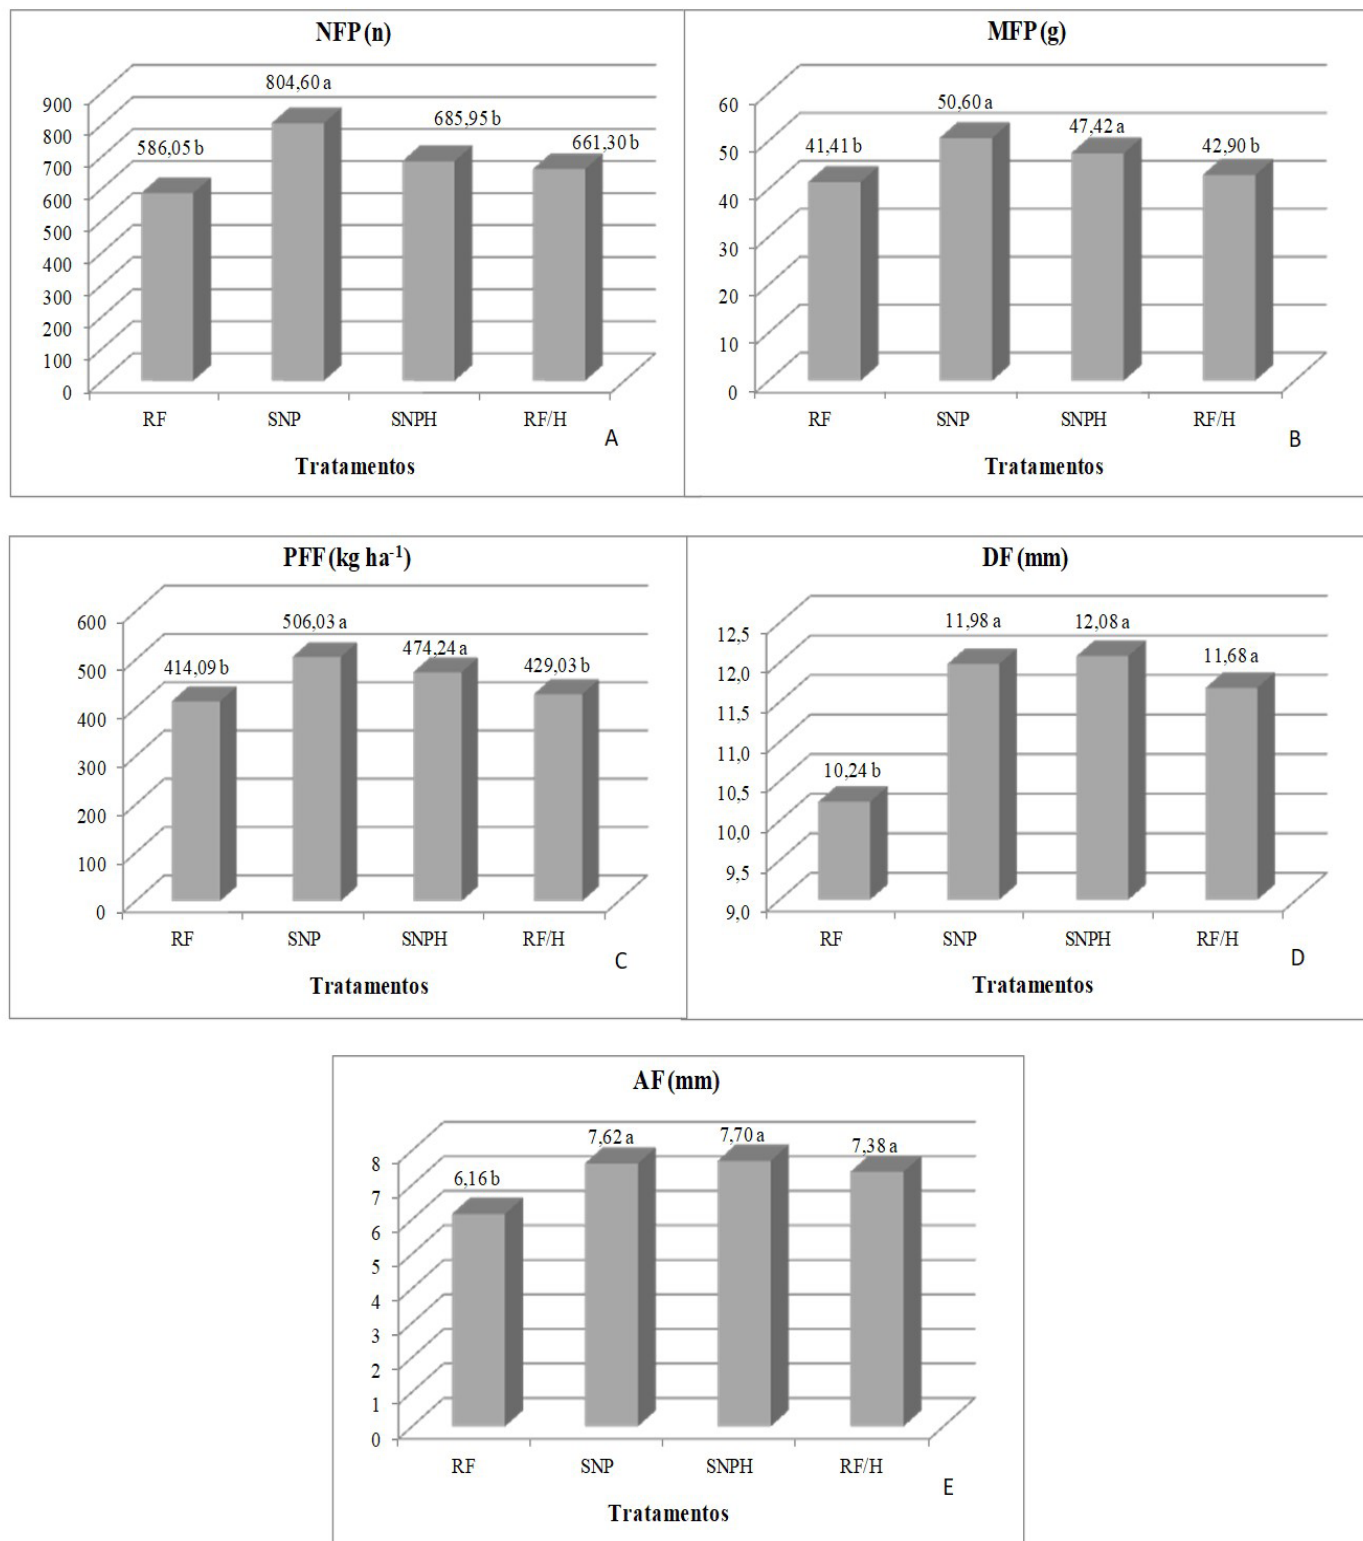 NFP (n)
804,60 a
586,05 b
685,95 b
661,30 b
900
800
700
600
500
400
300
200
100
0
RF SNP SNPH RF/H
A
Tratamentos
MFP (g)
50,60 a
41,41 b
47,42 a
42,90 b
60
50
40
30
20
10
0
RF SNP SNPH RF/H
B
Tratamentos
PFF (kg ha⁻¹)
506,03 a
414,09 b
474,24 a
429,03 b
600
500
400
300
200
100
0
RF SNP SNPH RF/H
C
Tratamentos
DF (mm)
11,98 a
12,08 a
11,68 a
10,24 b
12,5
12,0
11,5
11,0
10,5
10,0
9,5
9,0
RF SNP SNPH RF/H
D
Tratamentos
AF (mm)
7,62 a
7,70 a
7,38 a
6,16 b
8
7
6
5
4
3
2
1
0
RF SNP SNPH RF/H
E
Tratamentos